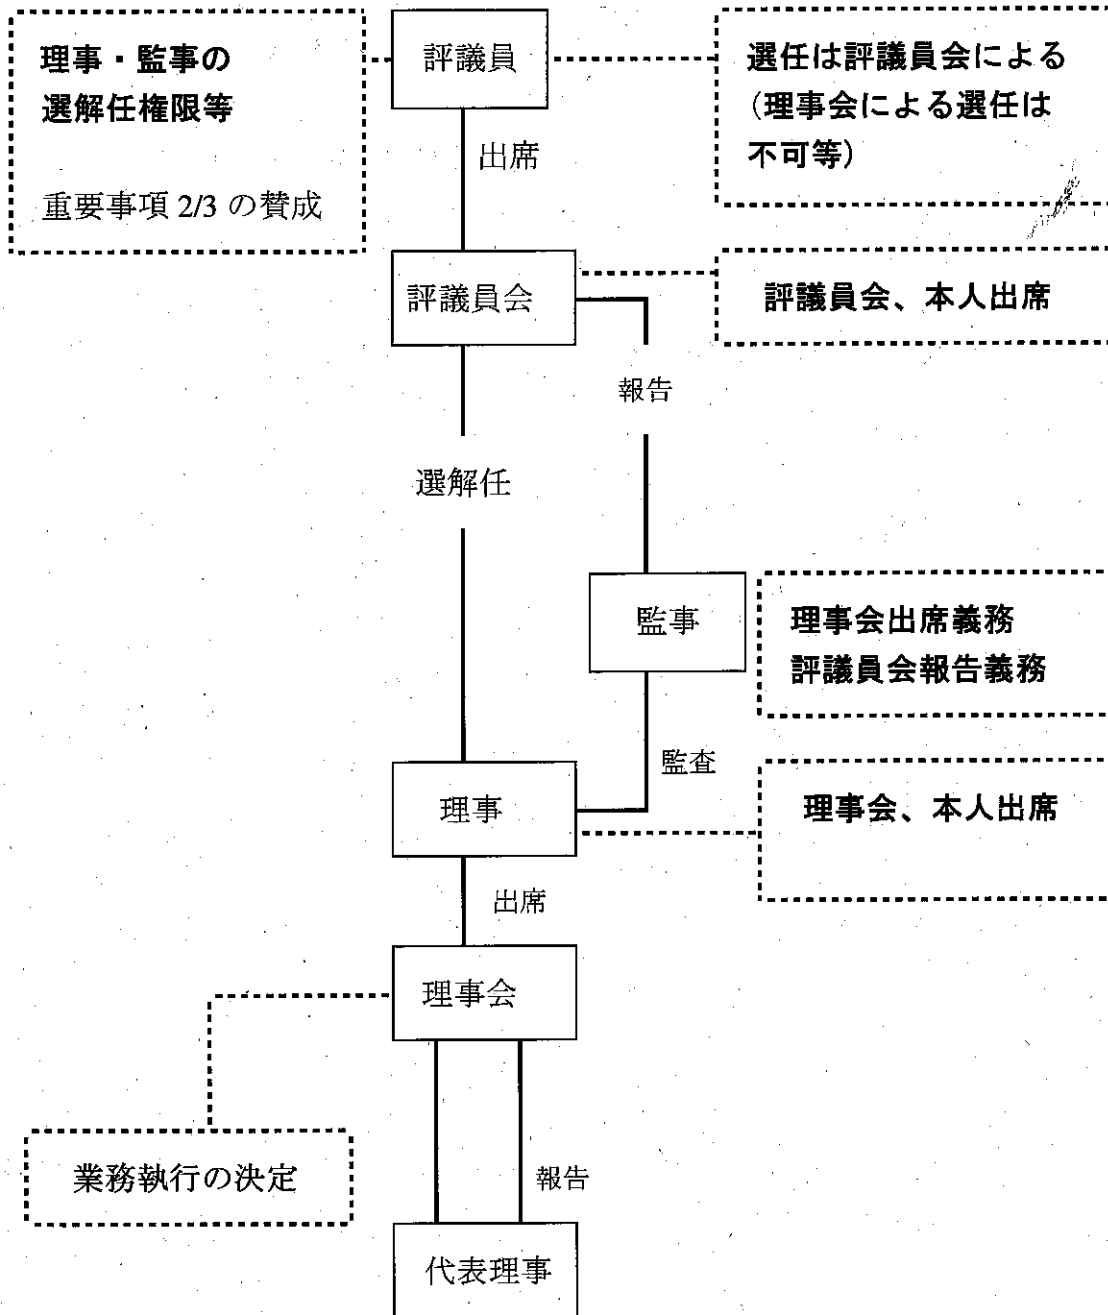 理事・監事の
選解任権限等
重要事項 2/3 の賛成
評議員
選任は評議員会による
(理事会による選任は
不可等)
出席
評議員会
評議員会、本人出席
報告
選解任
監事
理事会出席義務
評議員会報告義務
監査
理事
理事会、本人出席
出席
理事会
業務執行の決定
報告
代表理事